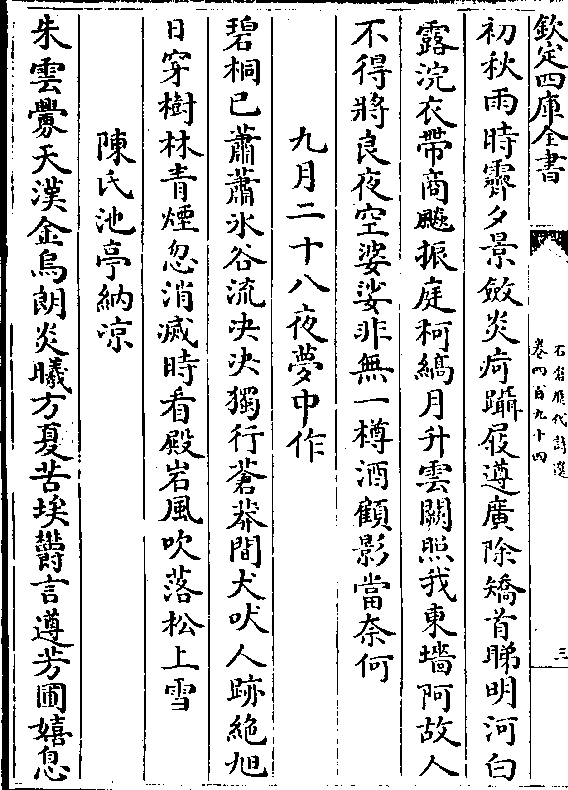 欽定四庫全書
石倉歷代詩選
卷四百九十四
三
初秋雨時霽夕景斂炎疴躡屐遵廣除矯首睇明河白
露浣衣帶商飈振庭柯縞月升雲闕照我東墻阿故人
不得將良夜空婆娑非無一樽酒顧影當奈何
九月二十八夜夢中作
碧桐已蕭蕭氷谷流決決獨行蒼莽間犬吠人跡絶旭
日穿樹林青煙忽消滅時看殿岩風吹落松上雪
陳氏池亭納凉
朱雲爨天漢金烏朗炎曦方夏苦埃欝言遵芳圃嬉息